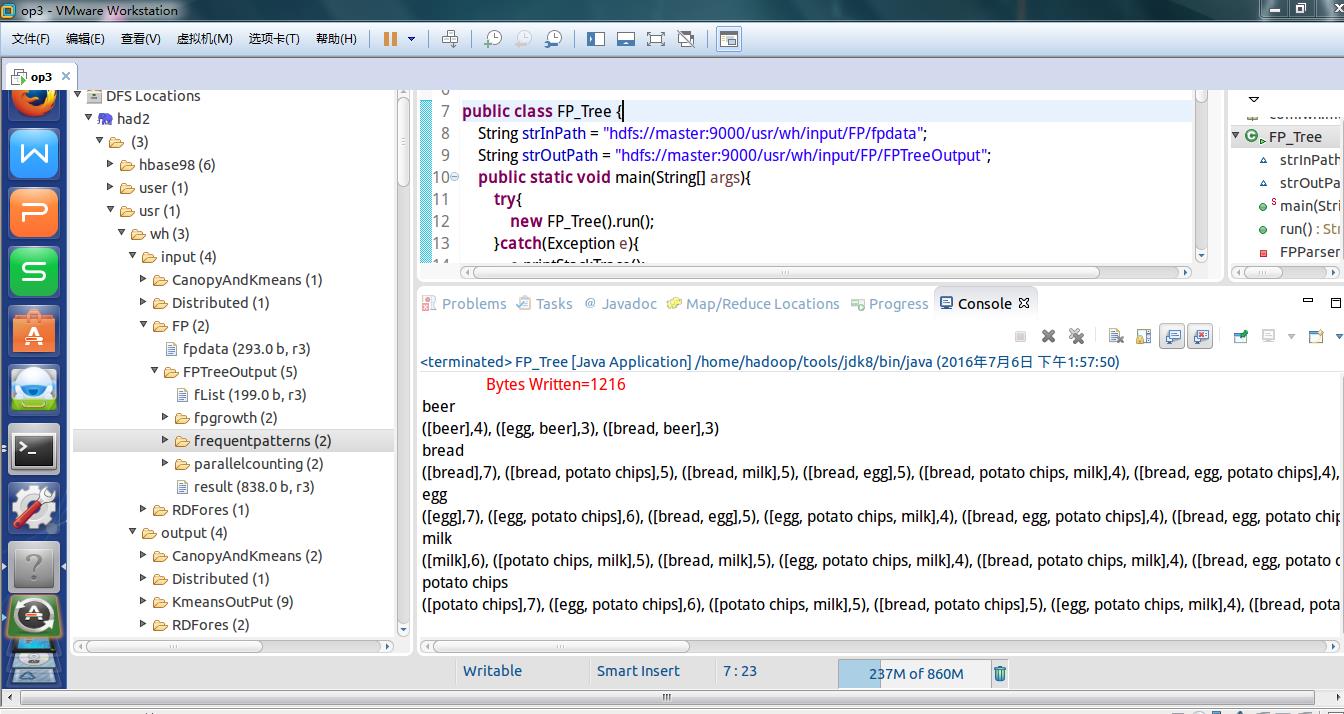 op3 - VMware Workstation
文件(F) 编辑(E) 查看(V) 虚拟机(M) 选项卡(T) 帮助(H)
op3
DFS Locations
had2
(3)
hbase98 (6)
user (1)
usr (1)
wh (3)
input (4)
CanopyAndKmeans (1)
Distributed (1)
FP (2)
fpdata (293.0 b, r3)
FPTreeOutput (5)
fList (199.0 b, r3)
fpgrowth (2)
frequentpatterns (2)
parallelcounting (2)
result (838.0 b, r3)
RDFores (1)
output (4)
CanopyAndKmeans (2)
Distributed (1)
KmeansOutPut (9)
RDFores (2)
7 public class FP_Tree {
8 String strInPath = "hdfs://master:9000/usr/wh/input/FP/fpdata";
9 String strOutPath = "hdfs://master:9000/usr/wh/input/FP/FPTreeOutput";
10 public static void main(String[] args){
11 try{
12 new FP_Tree().run();
13 }catch(Exception e){
FP_Tree
strInPath
strOutPa
main(Stri
run() : St
FPParser
Problems Tasks @ Javadoc Map/Reduce Locations Progress Console
<terminated> FP_Tree [Java Application] /home/hadoop/tools/jdk8/bin/java (2016年7月6日 下午1:57:50)
Bytes Written=1216
beer
([beer],4), ([egg, beer],3), ([bread, beer],3)
bread
([bread],7), ([bread, potato chips],5), ([bread, milk],5), ([bread, egg],5), ([bread, potato chips, milk],4), ([bread, egg, potato chips],4),
egg
([egg],7), ([egg, potato chips],6), ([bread, egg],5), ([egg, potato chips, milk],4), ([bread, egg, potato chips],4), ([bread, egg, potato chip
milk
([milk],6), ([potato chips, milk],5), ([bread, milk],5), ([egg, potato chips, milk],4), ([bread, potato chips, milk],4), ([bread, egg, potato c
potato chips
([potato chips],7), ([egg, potato chips],6), ([potato chips, milk],5), ([bread, potato chips],5), ([egg, potato chips, milk],4), ([bread, pota
Writable Smart Insert 7 : 23 237M of 860M